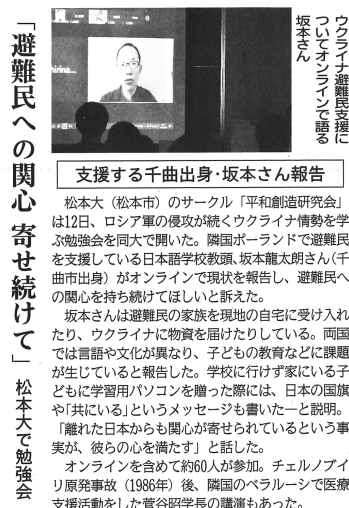 ウクライナ避難民支援に
ついてオンラインで語る
坂本さん
「避難民への関心 寄せ続けて」
松本大で勉強会
支援する千曲出身・坂本さん報告
松本大（松本市）のサークル「平和創造研究会」
は12日、ロシア軍の侵攻が続くウクライナ情勢を学
ぶ勉強会を同大で開いた。隣国ポーランドで避難民
を支援している日本語学校教頭、坂本龍太朗さん(千
曲市出身）がオンラインで現状を報告し、避難民へ
の関心を持ち続けてほしいと訴えた。
坂本さんは避難民の家族を現地の自宅に受け入れ
たり、ウクライナに物資を届けたりしている。両国
では言語や文化が異なり、子どもの教育などに課題
が生じていると報告した。学校に行けず家にいる子
どもに学習用パソコンを贈った際には、日本の国旗
や「共にいる」というメッセージも書いた―と説明。
「離れた日本からも関心が寄せられているという事
実が、彼らの心を満たす」と話した。
オンラインを含めて約60人が参加。チェルノブイ
リ原発事故（1986年）後、隣国のベラルーシで医療
支援活動をした菅谷昭学長の講演もあった。